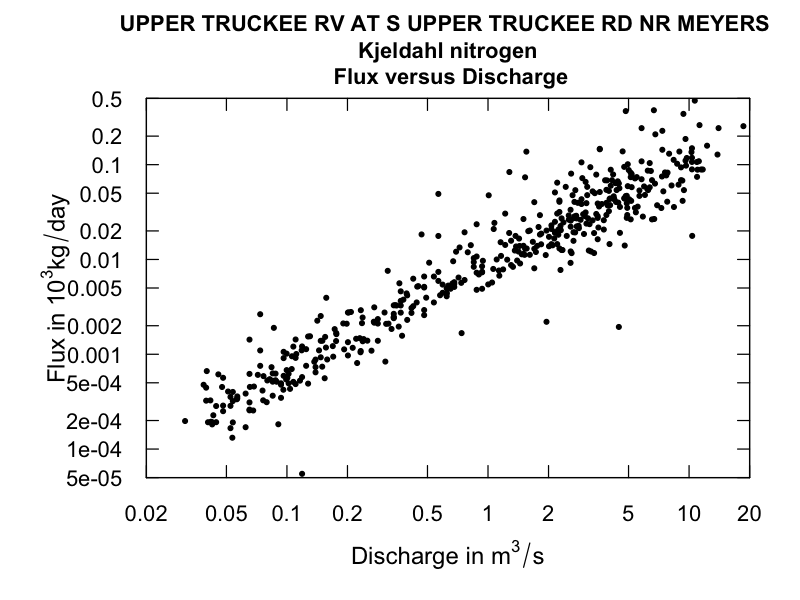 UPPER TRUCKEE RV AT S UPPER TRUCKEE RD NR MEYERS
Kjeldahl nitrogen
Flux versus Discharge
Flux in 10³kg/day
0.5
0.2
0.1
0.05
0.02
0.01
0.005
0.002
0.001
5e-04
2e-04
1e-04
5e-05
0.02 0.05 0.1 0.2 0.5 1 2 5 10 20
Discharge in m³/s